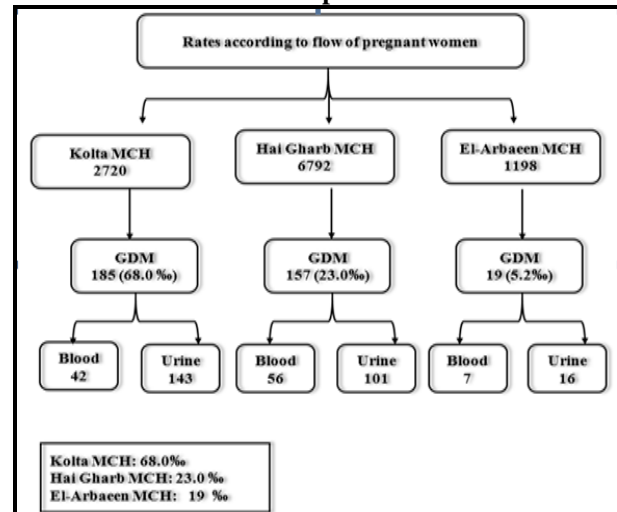 Rates according to flow of pregnant women
Kolta MCH
2720
Hai Gharb MCH
6792
El-Arbaeen MCH
1198
GDM
185 (68.0 ‰)
GDM
157 (23.0‰)
GDM
19 (5.2‰)
Blood
42
Urine
143
Blood
56
Urine
101
Blood
7
Urine
16
Kolta MCH: 68.0‰
Hai Gharb MCH: 23.0 ‰
El-Arbaeen MCH: 19 ‰